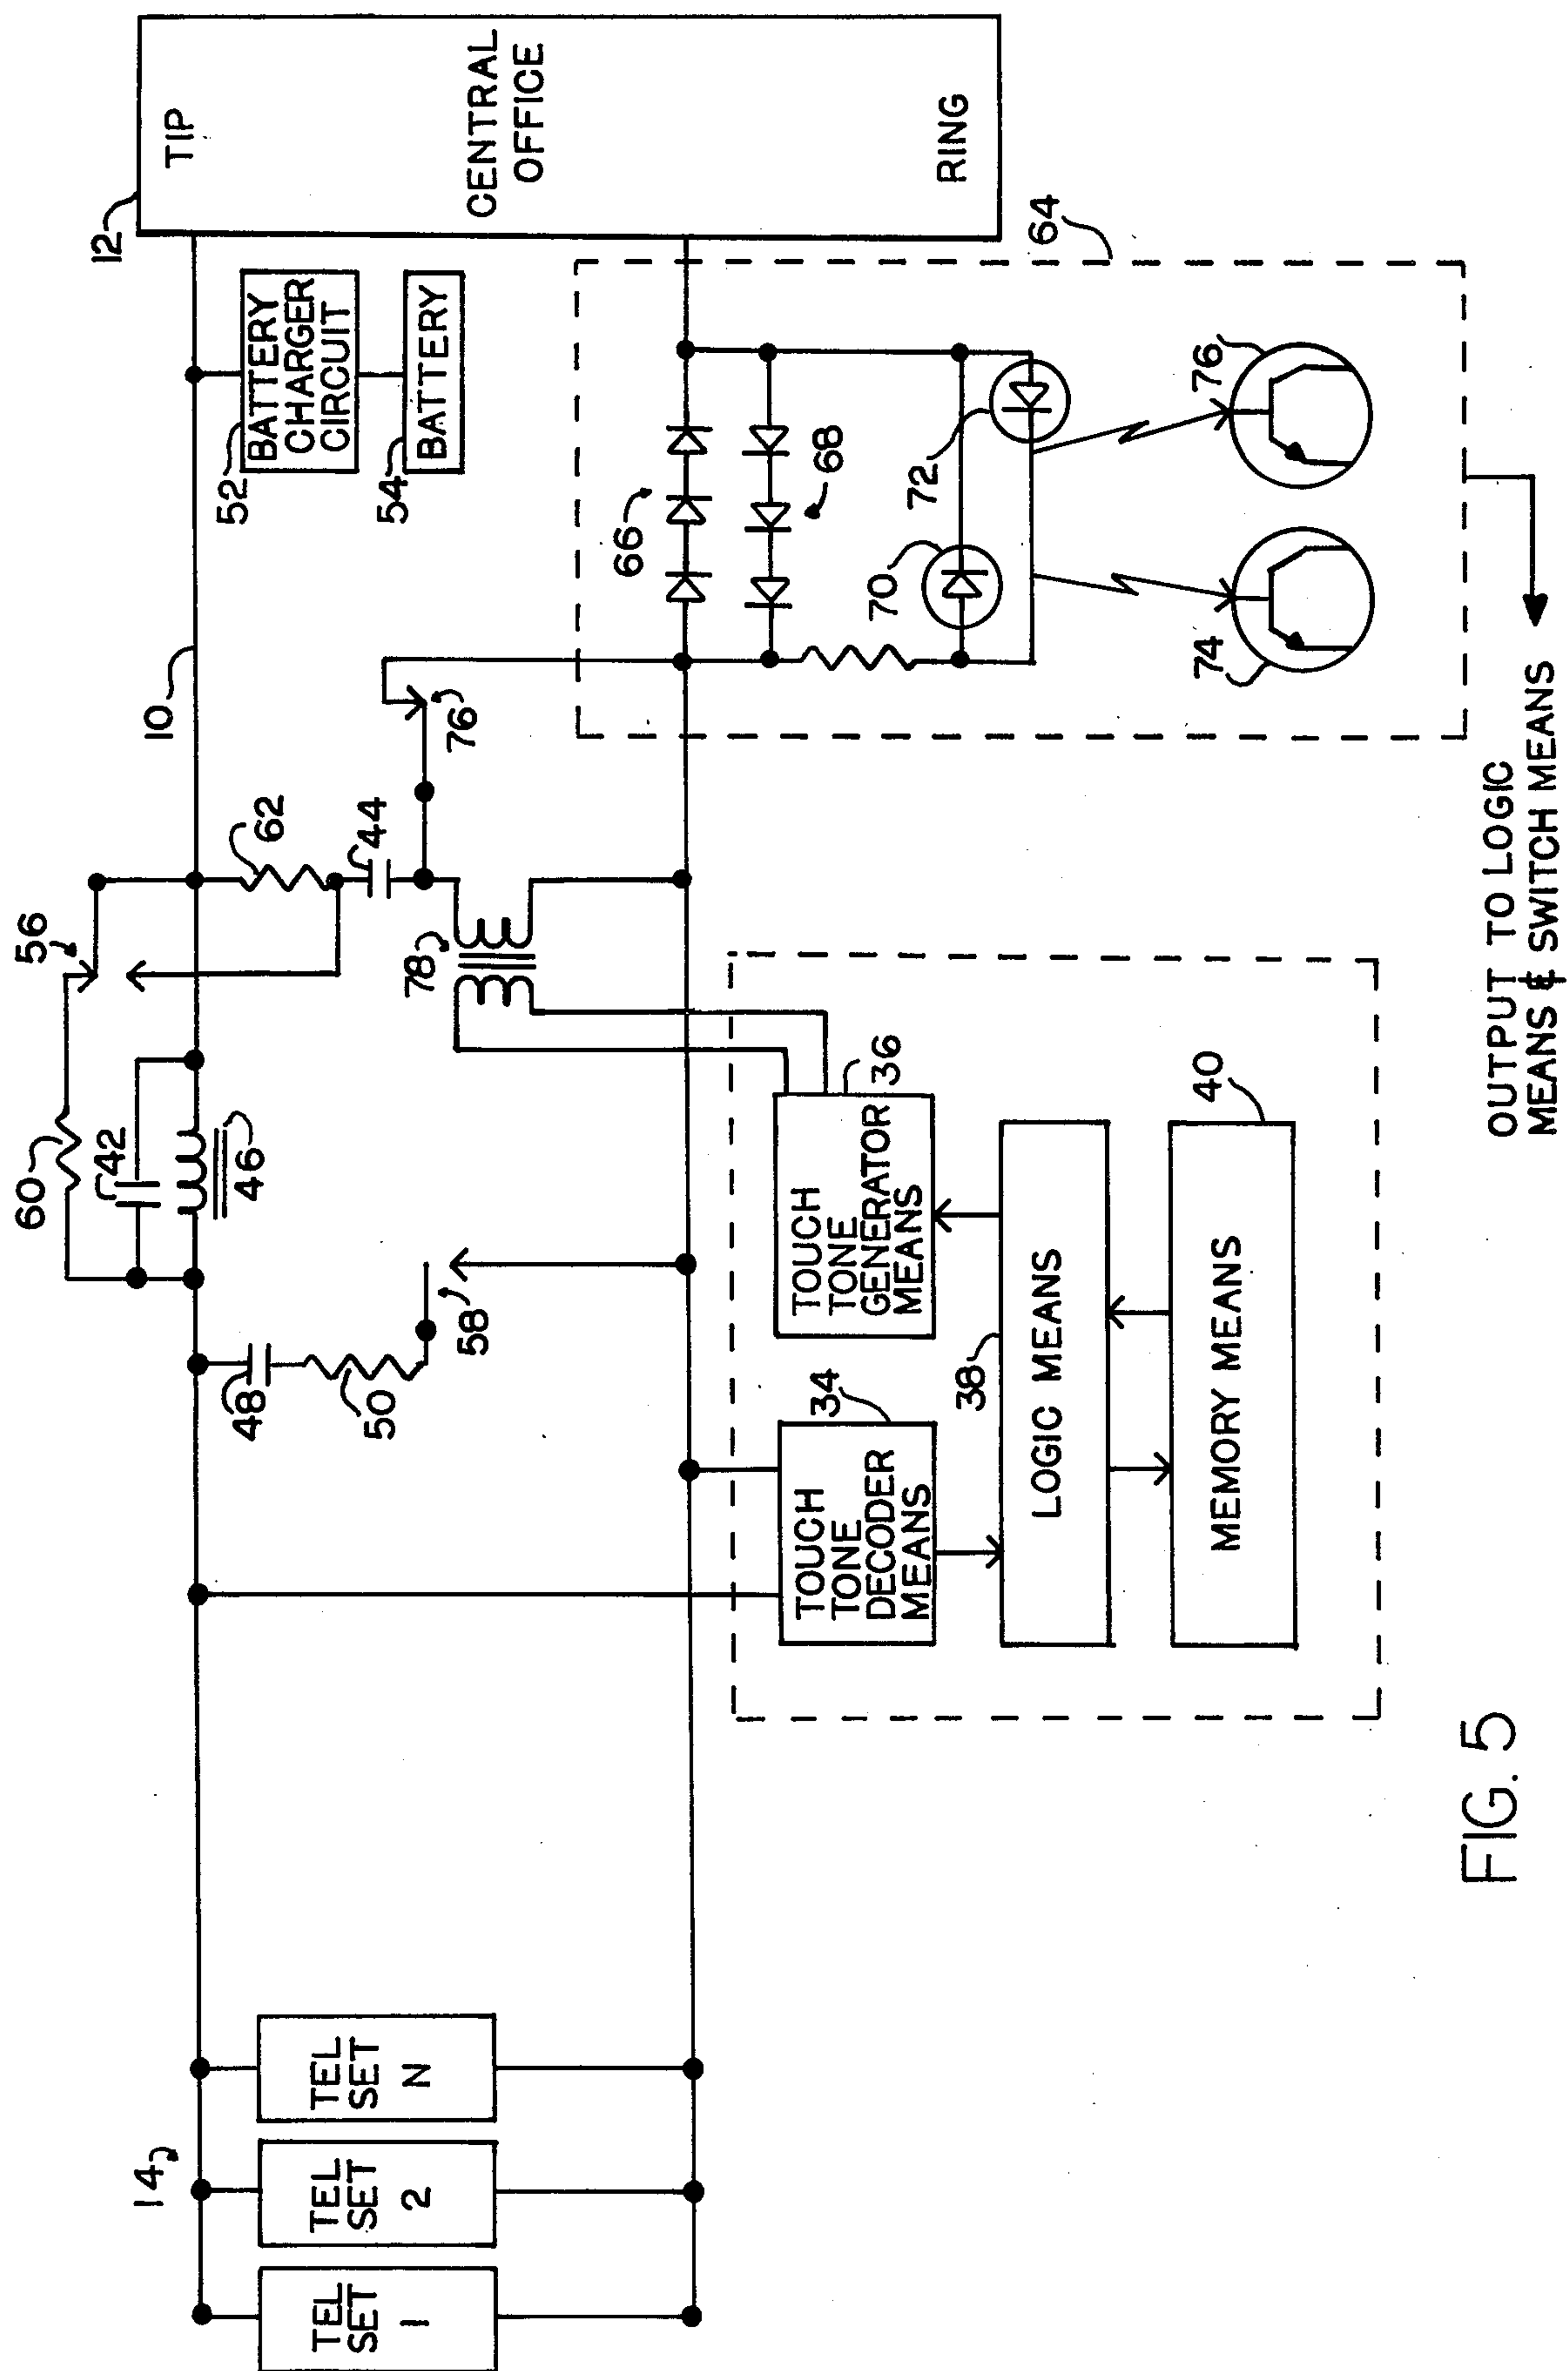 14
TEL
SET
1
TEL
SET
2
TEL
SET
N
60
42
46
56
48
50
58
62
44
78
76
10
12
TIP
CENTRAL
OFFICE
RING
52
BATTERY
CHARGER
CIRCUIT
54
BATTERY
64
66
68
70
72
74
76
34
TOUCH
TONE
DECODER
MEANS
36
TOUCH
TONE
GENERATOR
MEANS
38
LOGIC MEANS
40
MEMORY MEANS
OUTPUT TO LOGIC
MEANS & SWITCH MEANS
FIG. 5